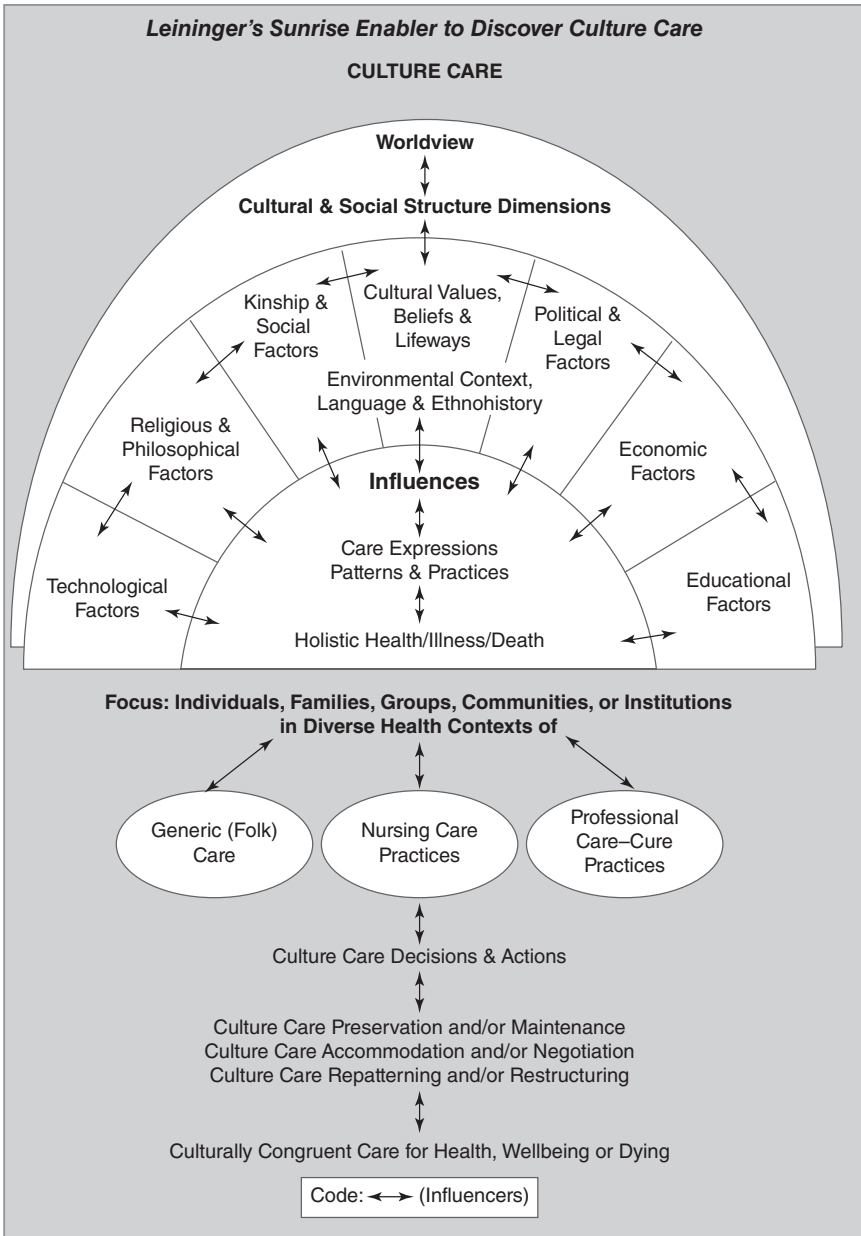 Leininger's Sunrise Enabler to Discover Culture Care
CULTURE CARE
Worldview
Cultural & Social Structure Dimensions
Kinship &
Social
Factors
Cultural Values,
Beliefs &
Lifeways
Political &
Legal
Factors
Environmental Context,
Language & Ethnohistory
Religious &
Philosophical
Factors
Economic
Factors
Influences
Care Expressions
Patterns & Practices
Technological
Factors
Educational
Factors
Holistic Health/Illness/Death
Focus: Individuals, Families, Groups, Communities, or Institutions
in Diverse Health Contexts of
Generic (Folk)
Care
Nursing Care
Practices
Professional
Care–Cure
Practices
Culture Care Decisions & Actions
Culture Care Preservation and/or Maintenance
Culture Care Accommodation and/or Negotiation
Culture Care Repatterning and/or Restructuring
Culturally Congruent Care for Health, Wellbeing or Dying
Code: ↔ (Influencers)